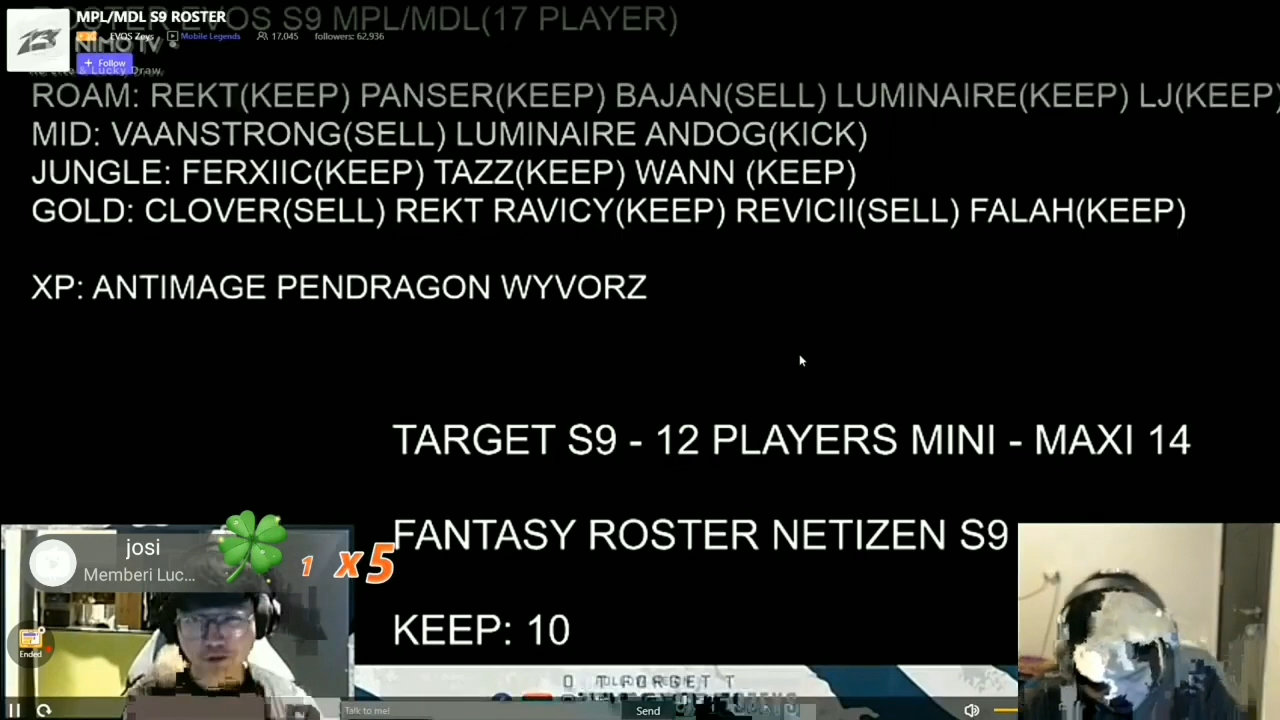 MPL/MDL S9 ROSTER
ROSTER EVOS S9 MPL/MDL(17 PLAYER)
EVOS Zeys Mobile Legends 17,045 followers: 62,936
NIMO TV
+ Follow
& Lucky Draw
ROAM: REKT(KEEP) PANSER(KEEP) BAJAN(SELL) LUMINAIRE(KEEP) LJ(KEEP)
MID: VAANSTRONG(SELL) LUMINAIRE ANDOG(KICK)
JUNGLE: FERXIIC(KEEP) TAZZ(KEEP) WANN (KEEP)
GOLD: CLOVER(SELL) REKT RAVICY(KEEP) REVICII(SELL) FALAH(KEEP)
XP: ANTIMAGE PENDRAGON WYVORZ
TARGET S9 - 12 PLAYERS MINI - MAXI 14
FANTASY ROSTER NETIZEN S9
KEEP: 10
josi
Memberi Luc...
1 x5
Ended
Talk to me!
Send